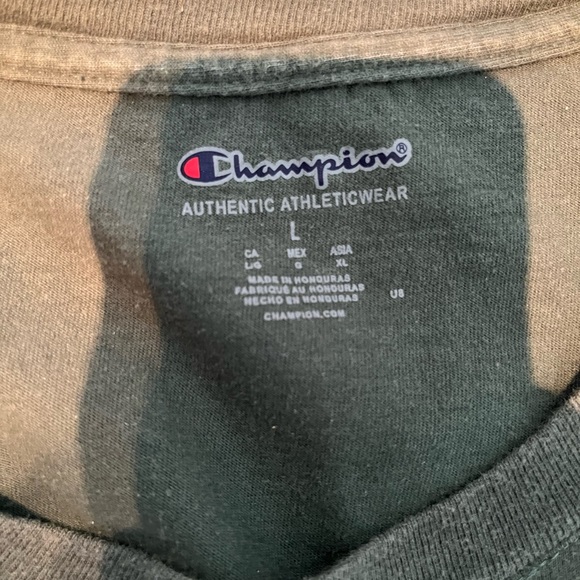 Champion®
AUTHENTIC ATHLETICWEAR
L
CA MEX ASIA
L/G G XL
MADE IN HONDURAS
FABRIQUÉ AU HONDURAS
HECHO EN HONDURAS
US
CHAMPION.COM